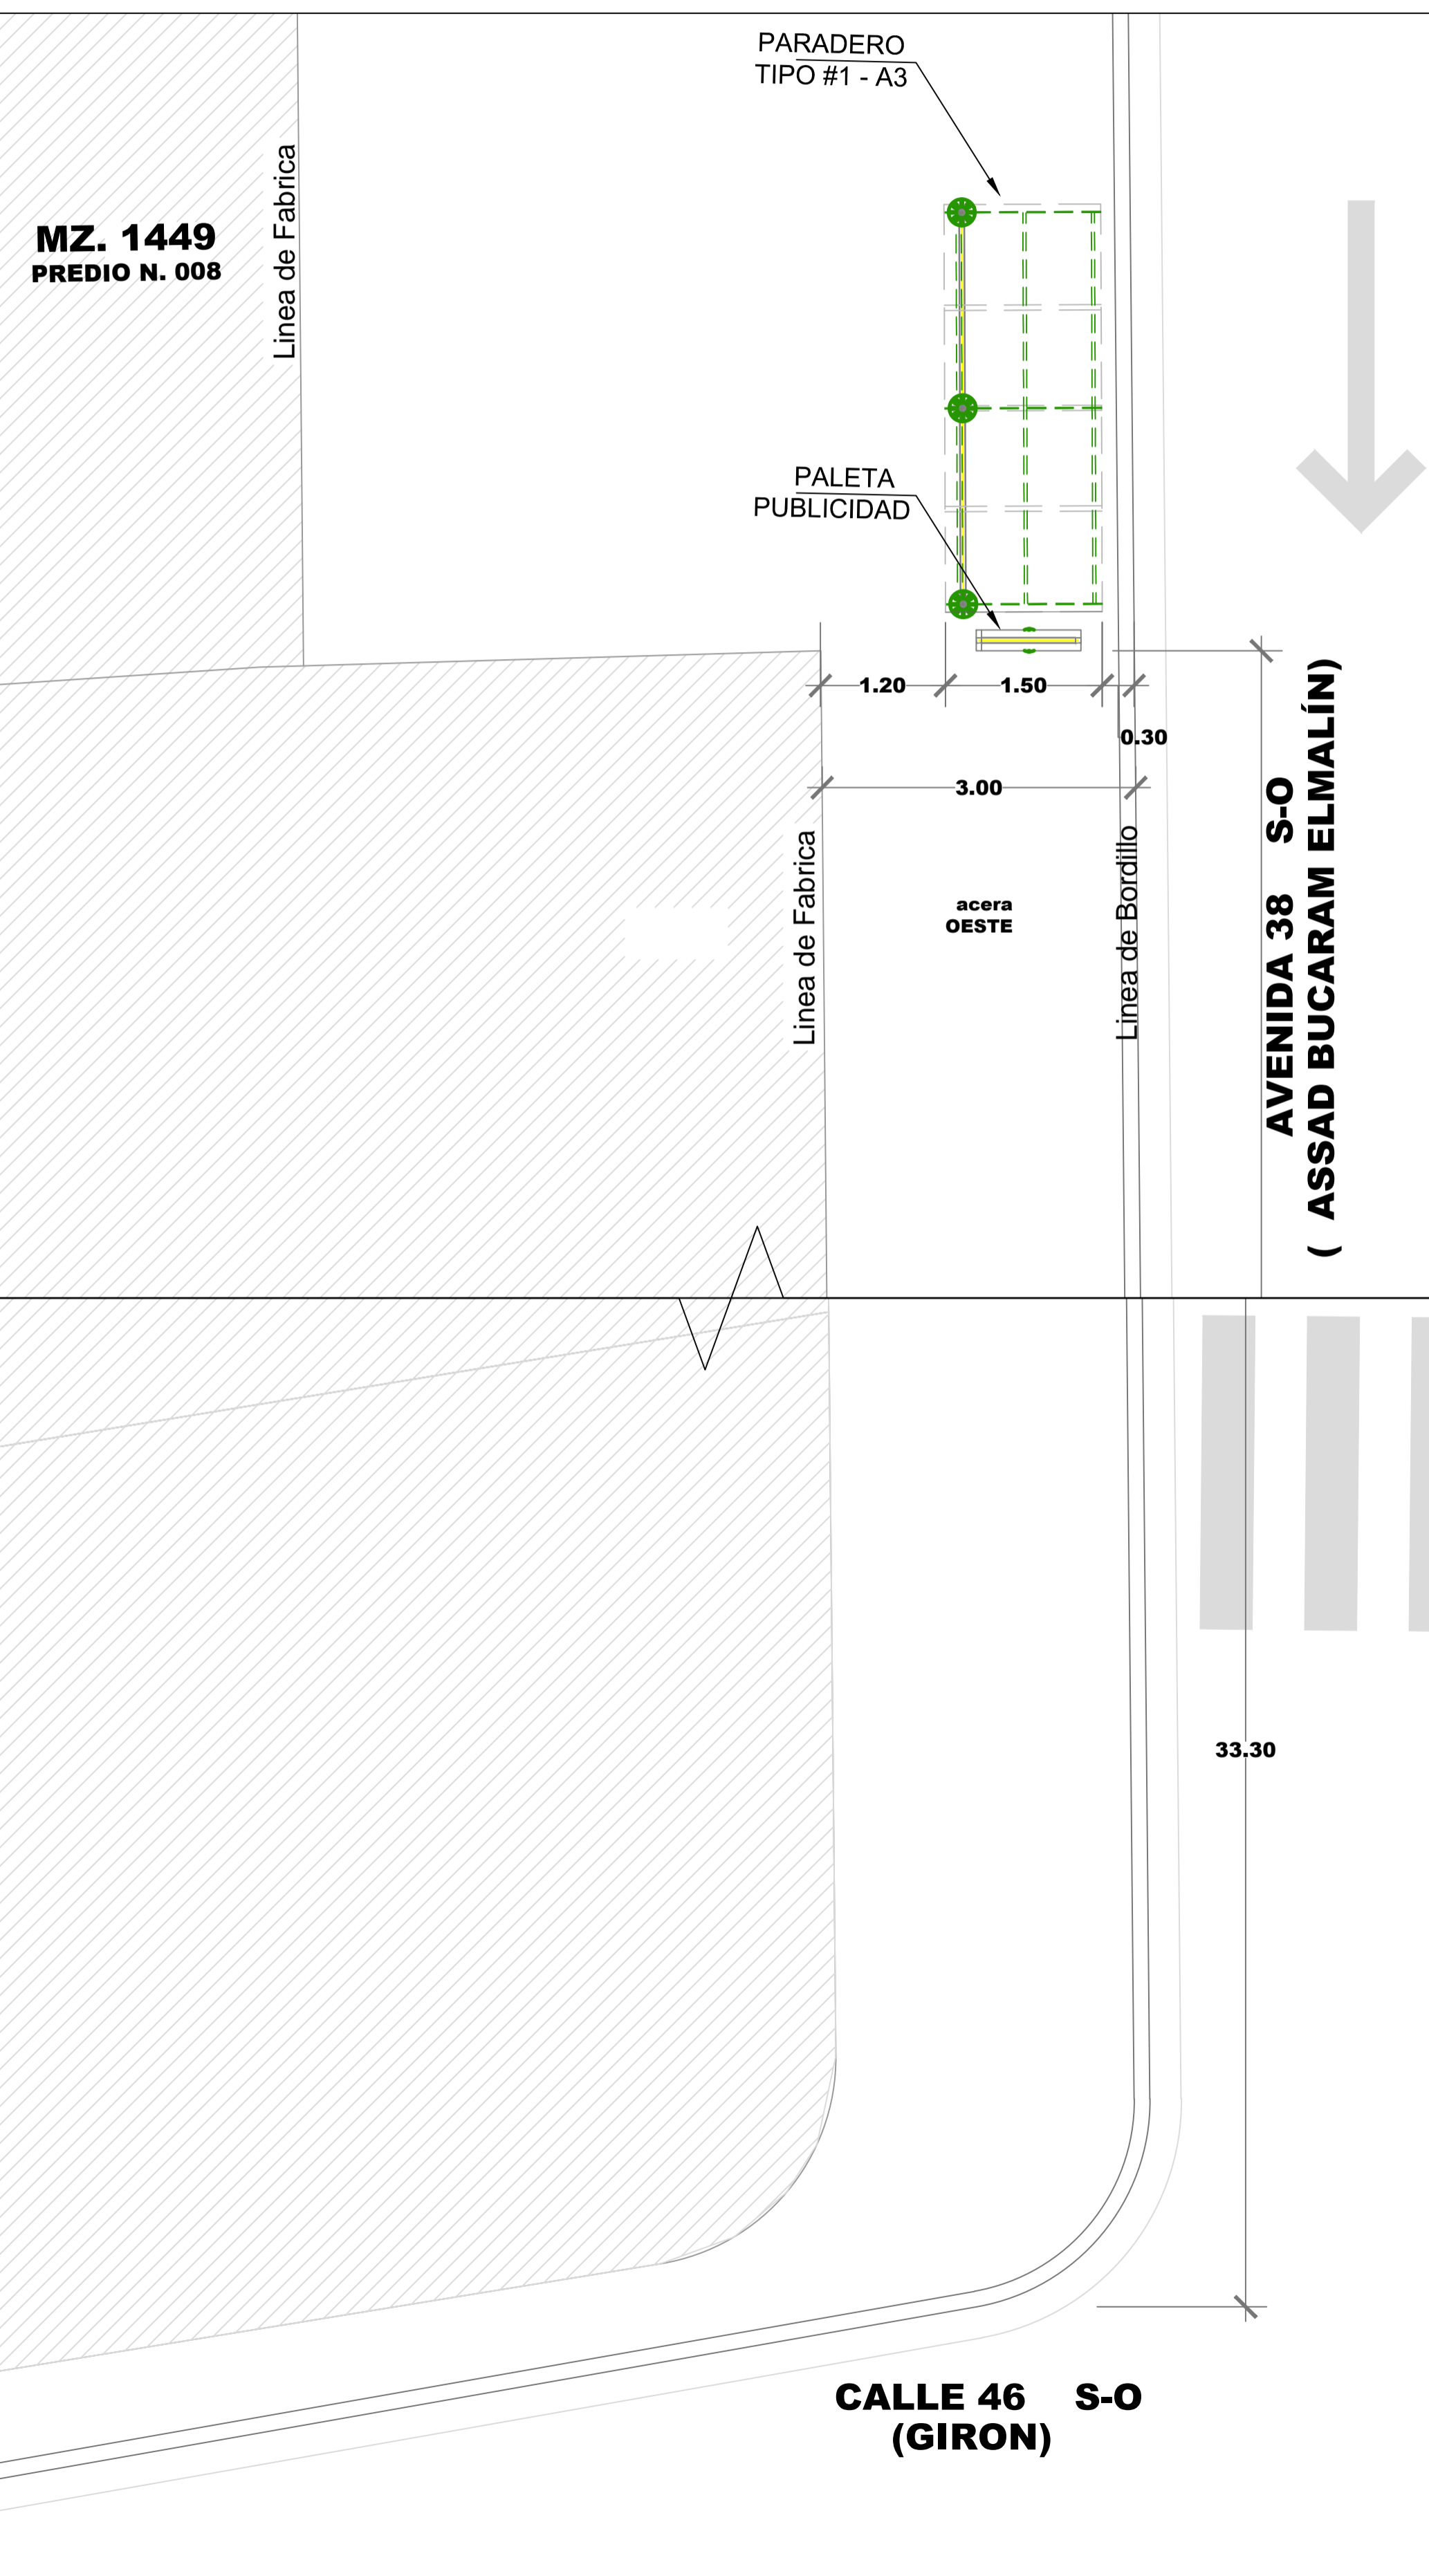 PARADERO
TIPO #1 - A3
Linea de Fabrica
MZ. 1449
PREDIO N. 008
PALETA
PUBLICIDAD
1.20
1.50
0.30
3.00
Linea de Fabrica
acera
OESTE
Linea de Bordillo
AVENIDA 38 S-O
( ASSAD BUCARAM ELMALÍN)
33.30
CALLE 46 S-O
(GIRON)